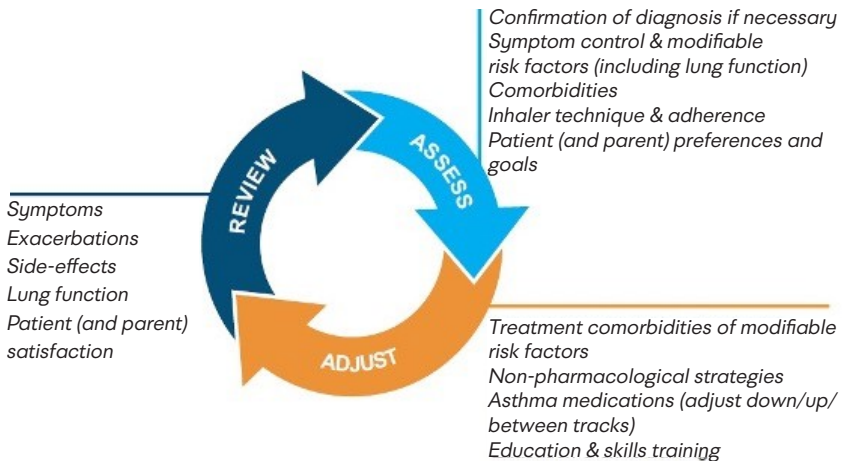 Confirmation of diagnosis if necessary
Symptom control & modifiable
risk factors (including lung function)
Comorbidities
Inhaler technique & adherence
Patient (and parent) preferences and
goals
REVIEW
ASSESS
ADJUST
Symptoms
Exacerbations
Side-effects
Lung function
Patient (and parent)
satisfaction
Treatment comorbidities of modifiable
risk factors
Non-pharmacological strategies
Asthma medications (adjust down/up/
between tracks)
Education & skills training